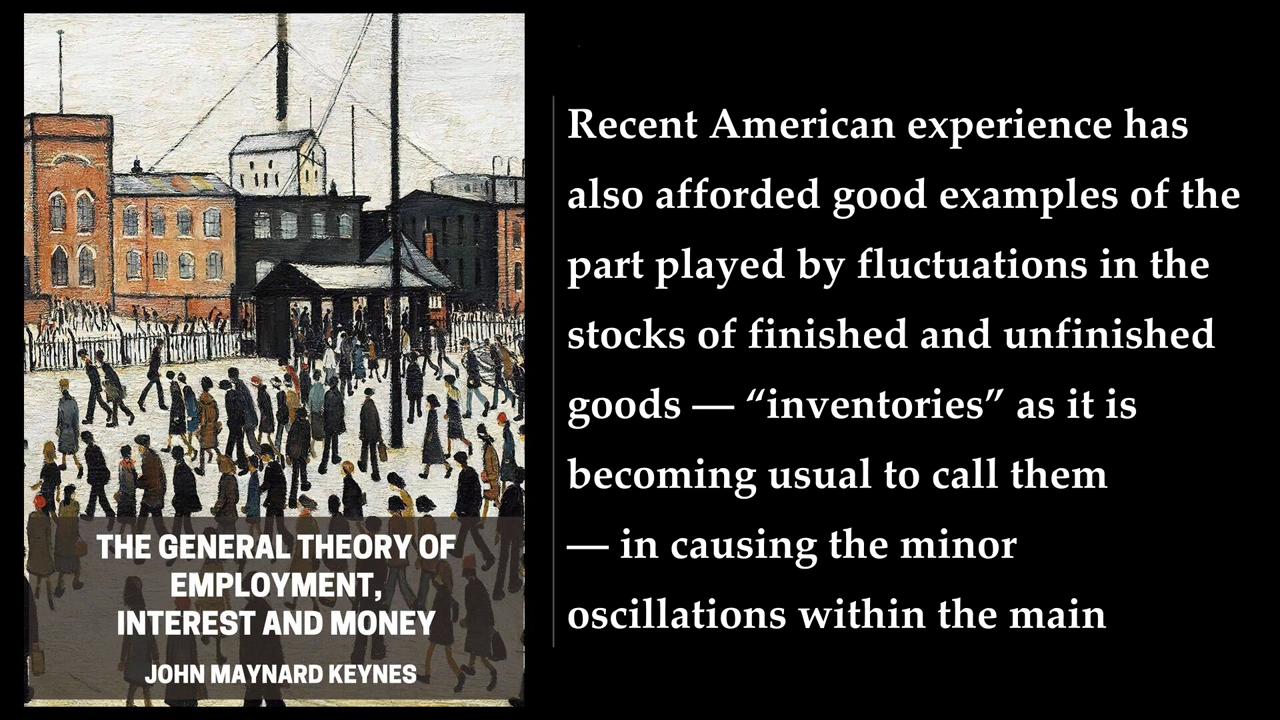 THE GENERAL THEORY OF
EMPLOYMENT,
INTEREST AND MONEY
JOHN MAYNARD KEYNES
Recent American experience has
also afforded good examples of the
part played by fluctuations in the
stocks of finished and unfinished
goods — “inventories” as it is
becoming usual to call them
— in causing the minor
oscillations within the main